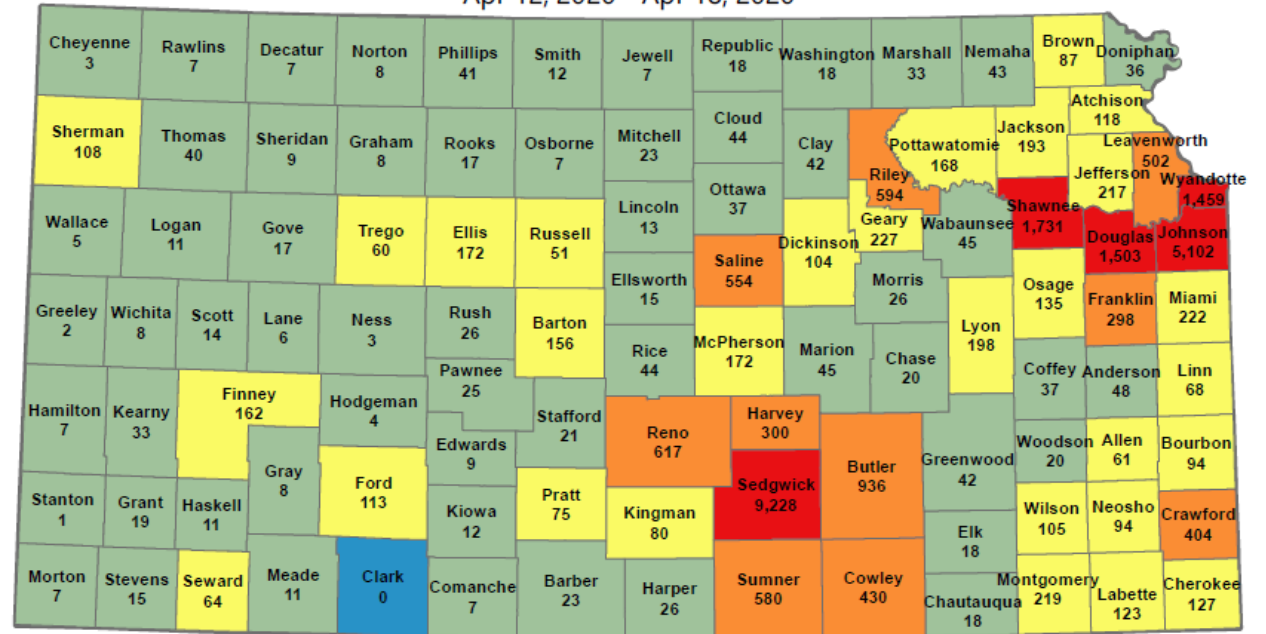 Apr 12, 2020 - Apr 18, 2020
Cheyenne
3
Rawlins
7
Decatur
7
Norton
8
Phillips
41
Smith
12
Jewell
7
Republic
18
Washington
18
Marshall
33
Nemaha
43
Brown
87
Doniphan
36
Sherman
108
Thomas
40
Sheridan
9
Graham
8
Rooks
17
Osborne
7
Mitchell
23
Cloud
44
Clay
42
Riley
594
Pottawatomie
168
Jackson
193
Atchison
118
Jefferson
217
Leavenworth
502
Wyandotte
1,459
Wallace
5
Logan
11
Gove
17
Trego
60
Ellis
172
Russell
51
Lincoln
13
Ottawa
37
Saline
554
Dickinson
104
Geary
227
Wabaunsee
45
Shawnee
1,731
Douglas
1,503
Johnson
5,102
Greeley
2
Wichita
8
Scott
14
Lane
6
Ness
3
Rush
26
Barton
156
Ellsworth
15
Rice
44
McPherson
172
Marion
45
Morris
26
Chase
20
Lyon
198
Osage
135
Franklin
298
Miami
222
Coffey
37
Anderson
48
Linn
68
Hamilton
7
Kearny
33
Finney
162
Hodgeman
4
Pawnee
25
Stafford
21
Edwards
9
Gray
8
Ford
113
Reno
617
Harvey
300
Sedgwick
9,228
Butler
936
Greenwood
42
Woodson
20
Allen
61
Bourbon
94
Stanton
1
Grant
19
Haskell
11
Kiowa
12
Pratt
75
Kingman
80
Elk
18
Wilson
105
Neosho
94
Crawford
404
Morton
7
Stevens
15
Seward
64
Meade
11
Clark
0
Comanche
7
Barber
23
Harper
26
Sumner
580
Cowley
430
Chautauqua
18
Montgomery
219
Labette
123
Cherokee
127